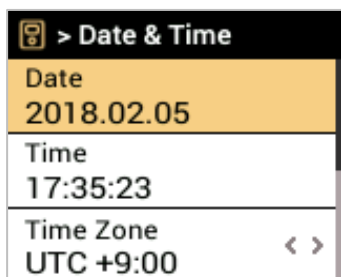 > Date & Time
Date
2018.02.05
Time
17:35:23
Time Zone
UTC +9:00
< >